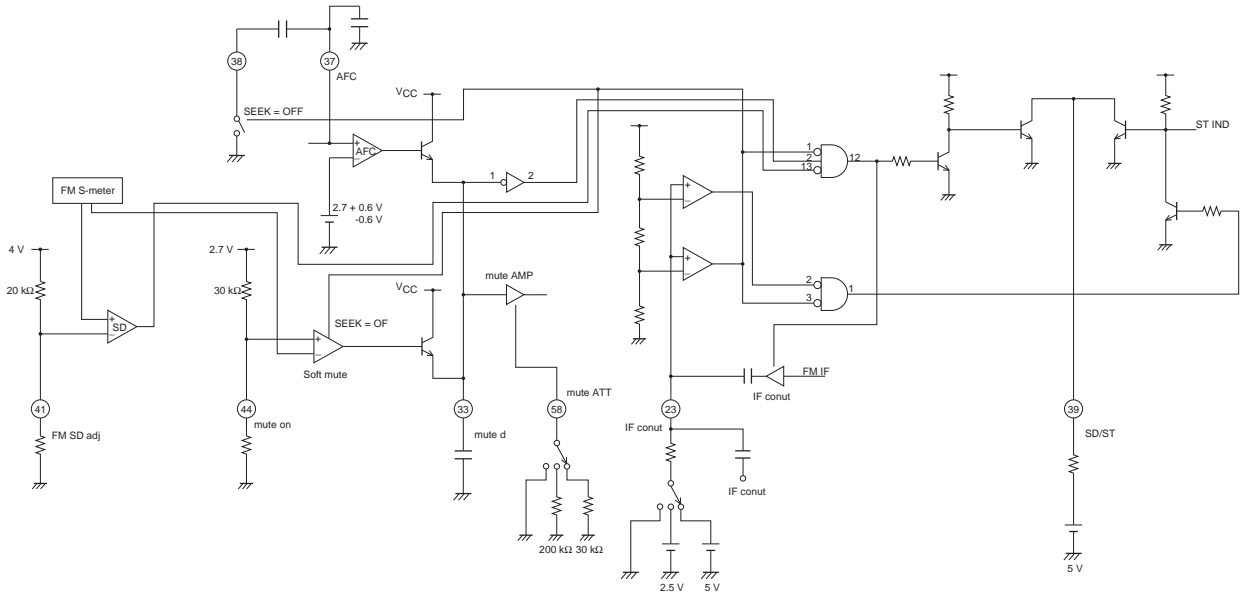 38
37
AFC
VCC
SEEK = OFF
AFC
1
2
FM S-meter
2.7 + 0.6 V
-0.6 V
1
2
13
12
ST IND
4 V
2.7 V
20 kΩ
30 kΩ
VCC
mute AMP
SD
SEEK = OF
Soft mute
2
3
1
FM IF
IF conut
mute ATT
41
44
33
58
23
39
FM SD adj
mute on
mute d
IF conut
SD/ST
IF conut
200 kΩ 30 kΩ
2.5 V
5 V
5 V